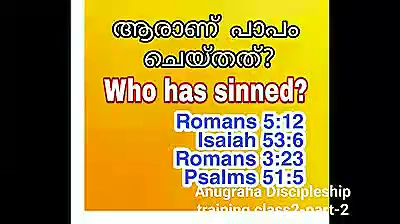 ആരാണ് പാപം
ചെയ്തത്?
Who has sinned?
Romans 5:12
Isaiah 53:6
Romans 3:23
Psalms 51:5
Anugraha Discipleship
training class2-part-2